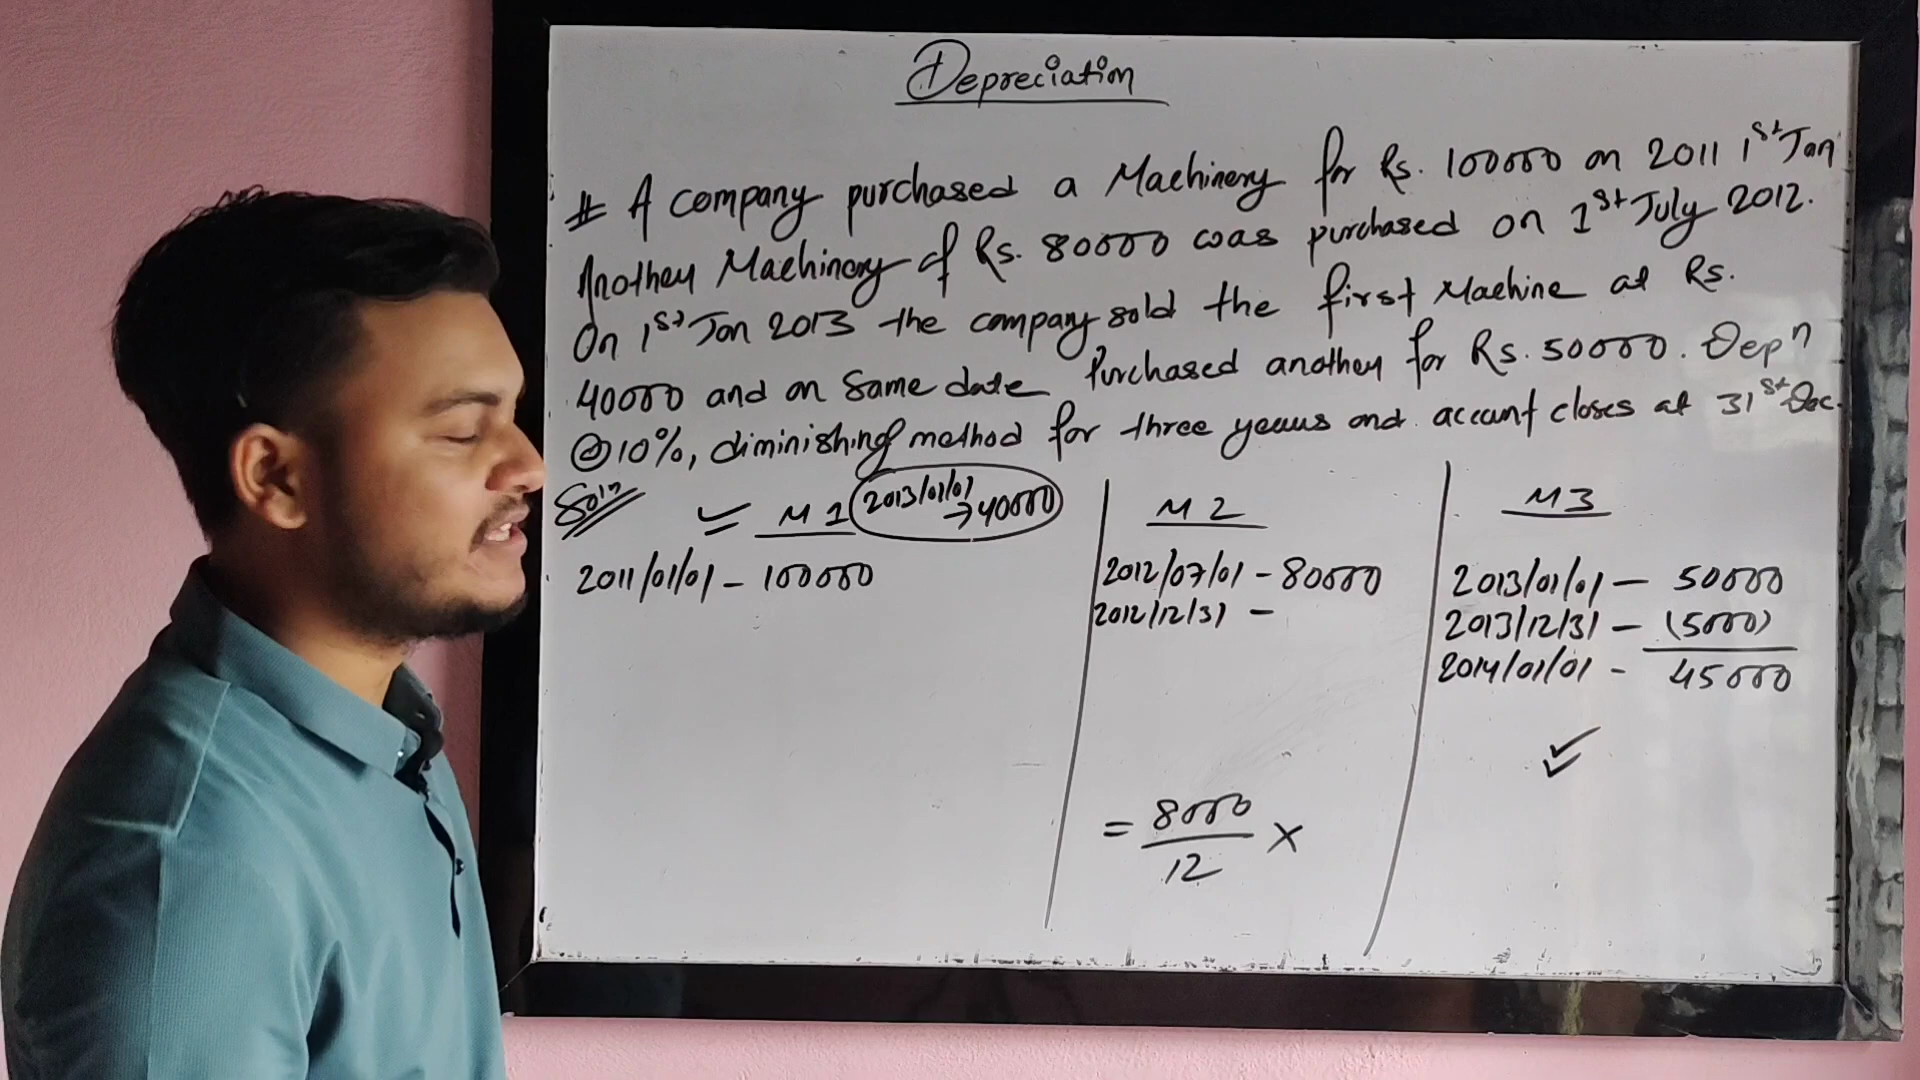 Depreciation
# A company purchased a Machinery for Rs. 100000 on 2011 1st Jan
Another Machinery of Rs. 80000 was purchased on 1st July 2012.
On 1st Jan 2013 the company sold the first Machine at Rs.
40000 and on same date Purchased another for Rs. 50000. Depn
@10%, diminishing method for three years and account closes at 31st Dec.
Soln
M1 2013/01/01 → 40000
2011/01/01 – 100000
M2
2012/07/01 – 80000
2012/12/31 –
= 8000/12 ×
M3
2013/01/01 – 50000
2013/12/31 – (5000)
2014/01/01 - 45000